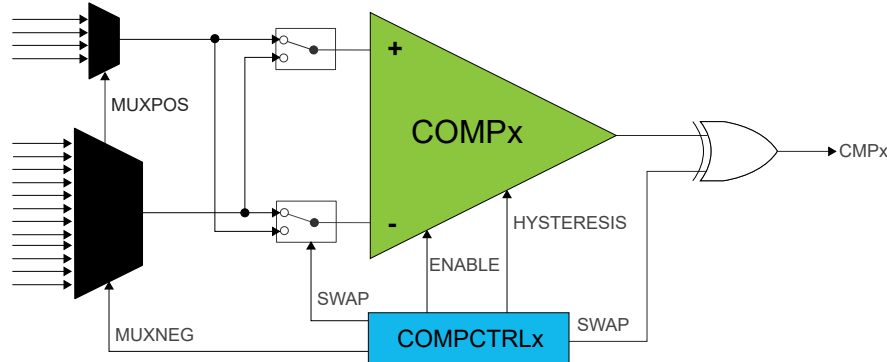 +
MUXPOS
COMPx
CMPx
-
HYSTERESIS
ENABLE
SWAP
SWAP
MUXNEG
COMPCTRLx